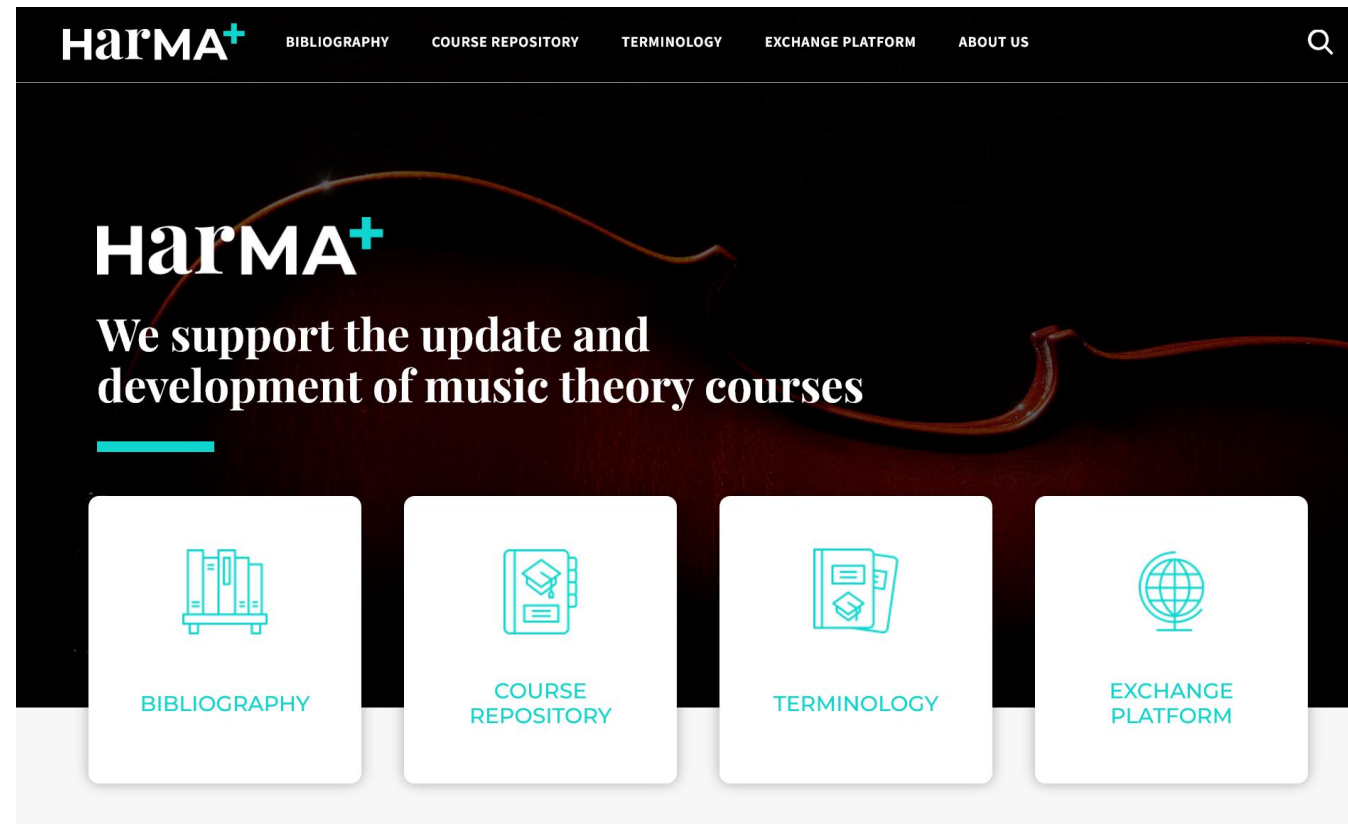 HarMA+
BIBLIOGRAPHY
COURSE REPOSITORY
TERMINOLOGY
EXCHANGE PLATFORM
ABOUT US
HarMA+
We support the update and
development of music theory courses
BIBLIOGRAPHY
COURSE
REPOSITORY
TERMINOLOGY
EXCHANGE
PLATFORM